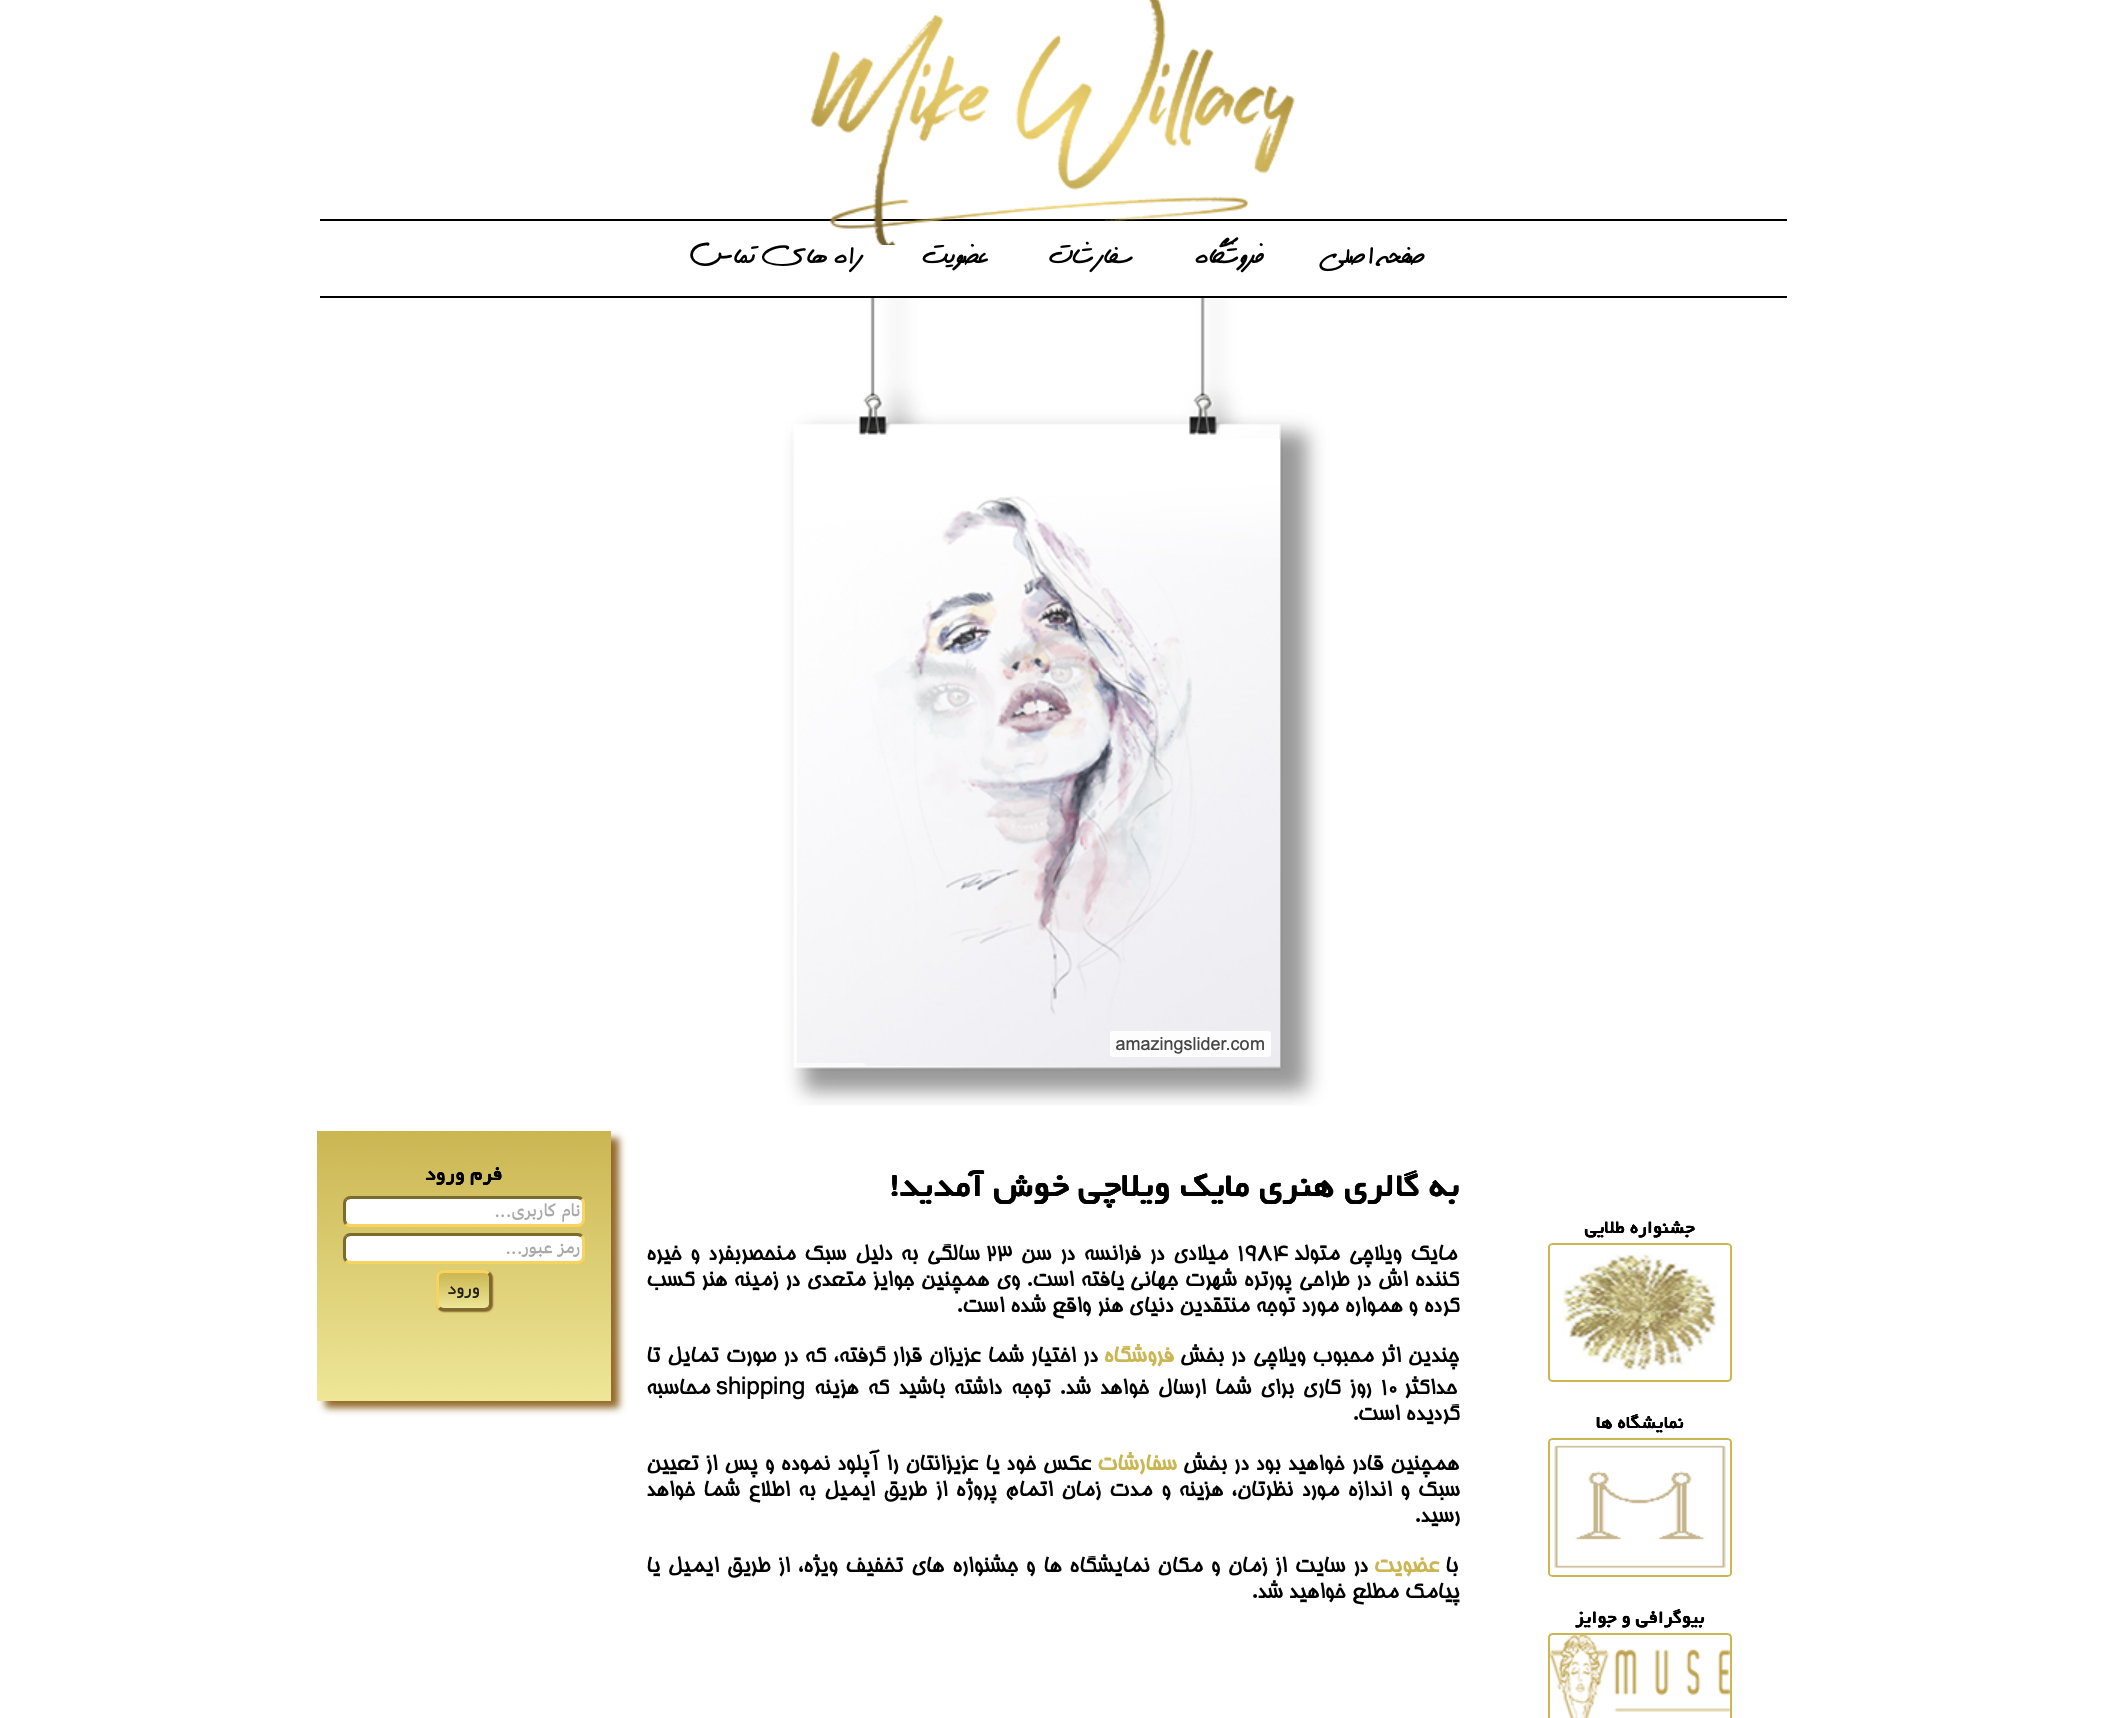 Mike Willacy
صفحه اصلی
فروشگاه
سفارشات
عضویت
راه های تماس
amazingslider.com
به گالری هنری مایک ویلاچی خوش آمدید!
مایک ویلاچی متولد ۱۹۸۴ میلادی در فرانسه در سن ۲۳ سالگی به دلیل سبک منحصربفرد و خیره
کننده اش در طراحی پورتره شهرت جهانی یافته است. وی همچنین جوایز متعدی در زمینه هنر کسب
کرده و همواره مورد توجه منتقدین دنیای هنر واقع شده است.
چندین اثر محبوب ویلاچی در بخش فروشگاه در اختیار شما عزیزان قرار گرفته، که در صورت تمایل تا
حداکثر ۱۰ روز کاری برای شما ارسال خواهد شد. توجه داشته باشید که هزینه shipping محاسبه
گردیده است.
همچنین قادر خواهید بود در بخش سفارشات عکس خود یا عزیزانتان را آپلود نموده و پس از تعیین
سبک و اندازه مورد نظرتان، هزینه و مدت زمان اتمام پروژه از طریق ایمیل به اطلاع شما خواهد
رسید.
با عضویت در سایت از زمان و مکان نمایشگاه ها و جشنواره های تخفیف ویژه، از طریق ایمیل یا
پیامک مطلع خواهید شد.
جشنواره طلایی
نمایشگاه ها
بیوگرافی و جوایز
MUSE
فرم ورود
نام کاربری...
رمز عبور...
ورود